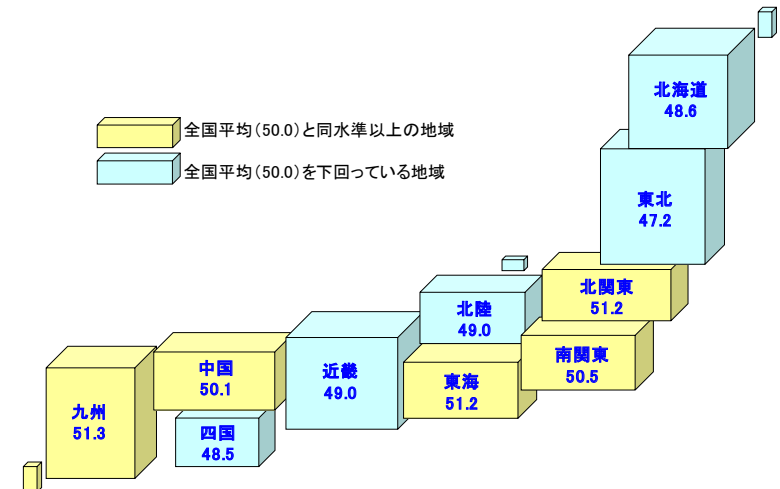 北海道
48.6
全国平均(50.0)と同水準以上の地域
全国平均(50.0)を下回っている地域
東北
47.2
北関東
51.2
北陸
49.0
南関東
50.5
中国
50.1
近畿
49.0
東海
51.2
九州
51.3
四国
48.5